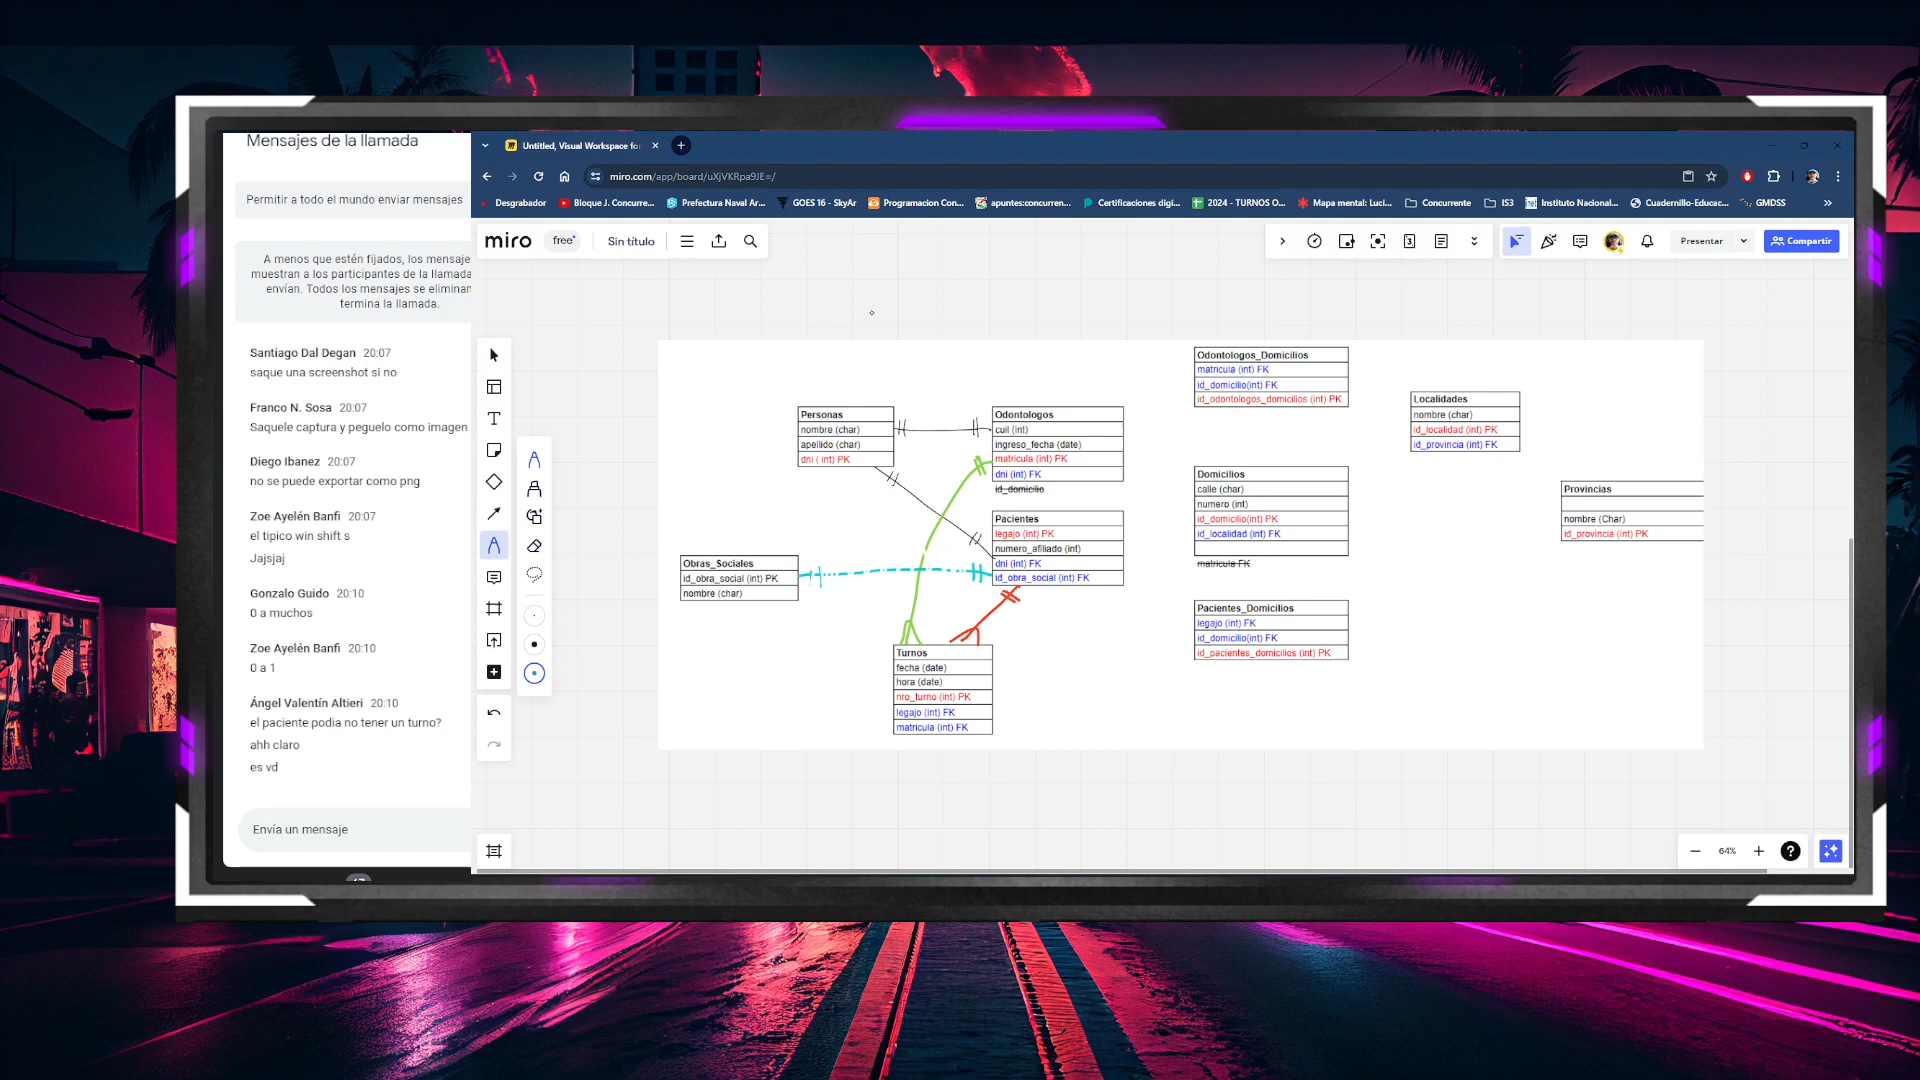 Mensajes de la llamada
Permitir a todo el mundo enviar mensajes
A menos que estén fijados, los mensaje
muestran a los participantes de la llamada
envían. Todos los mensajes se eliminan
termina la llamada.
Santiago Dal Degan 20:07
saque una screenshot si no
Franco N. Sosa 20:07
Saquele captura y peguelo como imagen
Diego Ibanez 20:07
no se puede exportar como png
Zoe Ayelén Banfi 20:07
el tipico win shift s
Jajsjaj
Gonzalo Guido 20:10
0 a muchos
Zoe Ayelén Banfi 20:10
0 a 1
Ángel Valentín Altieri 20:10
el paciente podia no tener un turno?
ahh claro
es vd
Envía un mensaje
Untitled, Visual Workspace for
miro.com/app/board/uXjVKRpa9JE=/
Desgrabador
Bloque J. Concurre...
Prefectura Naval Ar...
GOES 16 - SkyAr
Programacion Con...
apuntes:concurren...
Certificaciones digi...
2024 - TURNOS O...
Mapa mental: Luci...
Concurrente
IS3
Instituto Nacional...
Cuadernillo-Educac...
GMDSS
»
miro
free
Sin título
Presentar
Compartir
Personas
nombre (char)
apellido (char)
dni ( int) PK
Odontologos
cuil (int)
ingreso_fecha (date)
matricula (int) PK
dni (int) FK
id_domicilio
Pacientes
legajo (int) PK
numero_afiliado (int)
dni (int) FK
id_obra_social (int) FK
Obras_Sociales
id_obra_social (int) PK
nombre (char)
Turnos
fecha (date)
hora (date)
nro_turno (int) PK
legajo (int) FK
matricula (int) FK
Odontologos_Domicilios
matricula (int) FK
id_domicilio(int) FK
id_odontologos_domicilios (int) PK
Domicilios
calle (char)
numero (int)
id_domicilio(int) PK
id_localidad (int) FK
matricula FK
Pacientes_Domicilios
legajo (int) FK
id_domicilio(int) FK
id_pacientes_domicilios (int) PK
Localidades
nombre (char)
id_localidad (int) PK
id_provincia (int) FK
Provincias
nombre (Char)
id_provincia (int) PK
64%